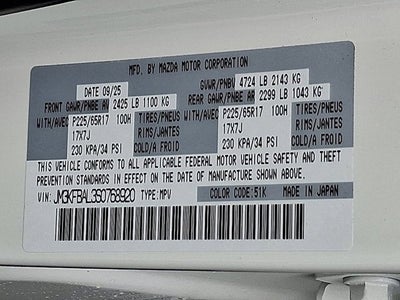 MFD. BY MAZDA MOTOR CORPORATION
DATE 09/25 GVWR/PNBV 4724 LB 2143 KG
FRONT GAWR/PNBE AV 2425 LB 1100 KG REAR GAWR/PNBE AR 2299 LB 1043 KG
WITH/AVEC P225/65R17 100H TIRES/PNEUS WITH/AVEC P225/65R17 100H TIRES/PNEUS
17X7J RIMS/JANTES 17X7J RIMS/JANTES
230 KPA/34 PSI COLD/A FROID 230 KPA/34 PSI COLD/A FROID
THIS VEHICLE CONFORMS TO ALL APPLICABLE FEDERAL MOTOR VEHICLE SAFETY AND THEFT
PREVENTION STANDARDS IN EFFECT ON THE DATE OF MANUFACTURE SHOWN ABOVE.
VIN: JM3KFBAL3S0768920 TYPE:MPV COLOR CODE:51K MADE IN JAPAN